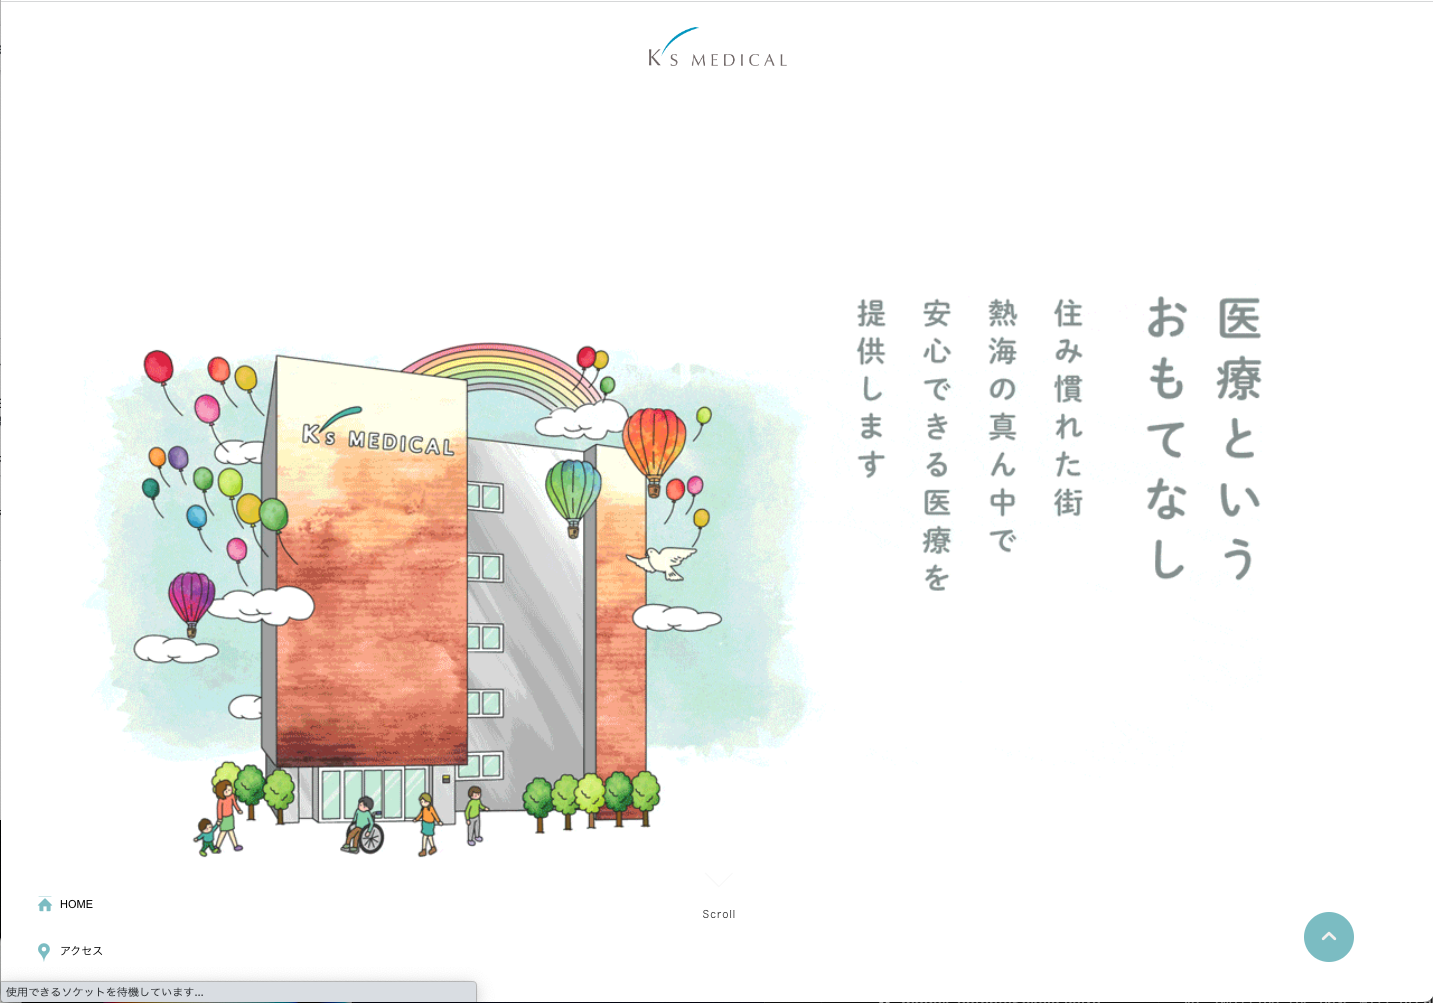 K's MEDICAL
医療という
おもてなし
住み慣れた街
熱海の真ん中で
安心できる医療を
提供します
K's MEDICAL
Scroll
HOME
アクセス
使用できるソケットを待機しています...